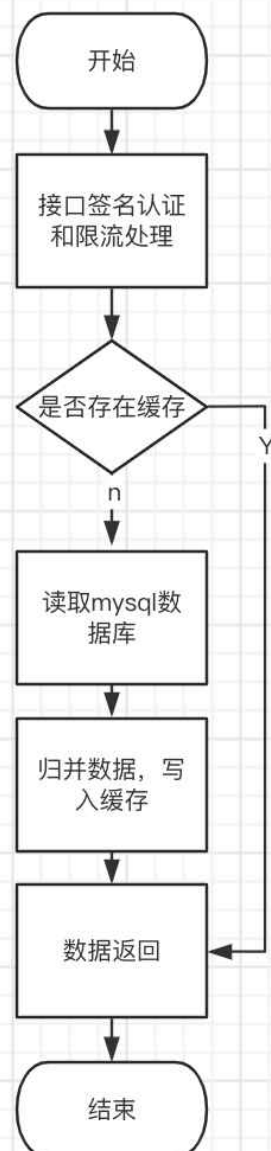 开始
接口签名认证
和限流处理
是否存在缓存
Y
n
读取mysql数
据库
归并数据，写
入缓存
数据返回
结束